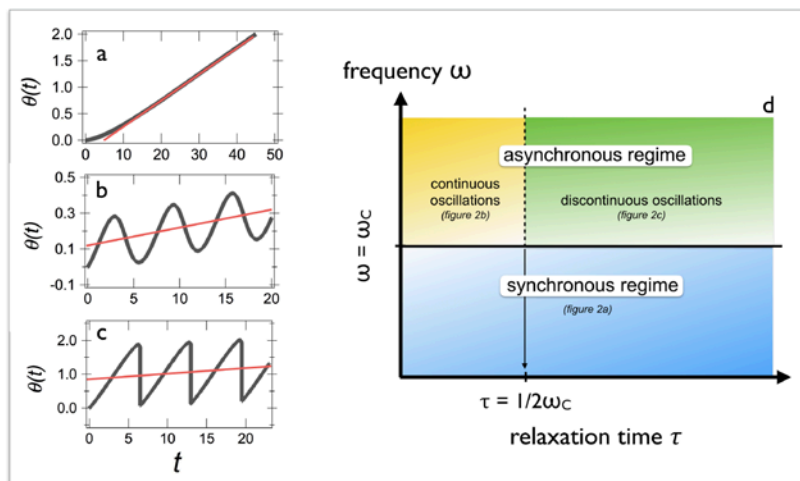 a
θ(t)
2.0
1.5
1.0
0.5
0.0
0 10 20 30 40 50
b
θ(t)
0.5
0.3
0.1
-0.1
0 5 10 15 20
c
θ(t)
2.0
1.0
0.0
0 5 10 15 20
t
frequency ω
d
asynchronous regime
continuous
oscillations
(figure 2b)
discontinuous oscillations
(figure 2c)
ω = ωC
synchronous regime
(figure 2a)
τ = 1/2ωC
relaxation time τ